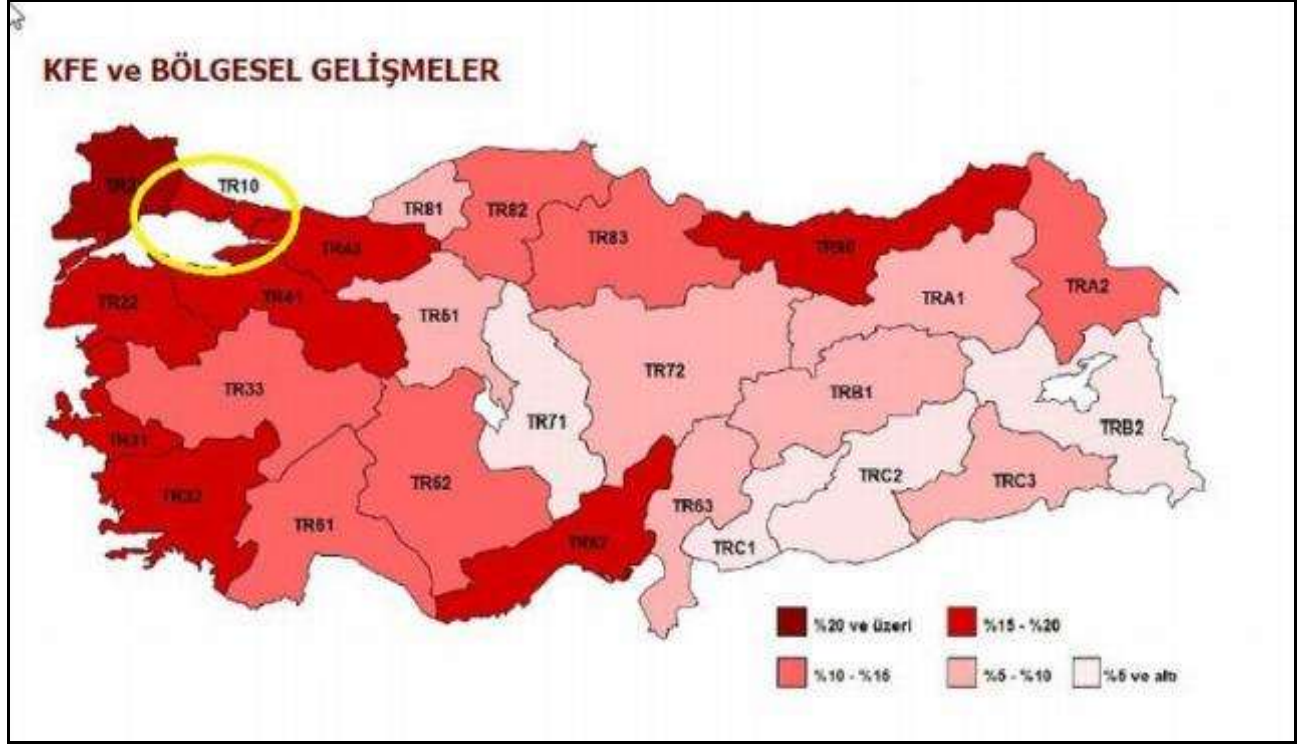 KFE ve BÖLGESEL GELİŞMELER
TR10
TR81
TR82
TR83
TR90
TRA1
TRA2
TR42
TR22
TR41
TR51
TR72
TR33
TR71
TRB1
TRB2
TR31
TR32
TR52
TR61
TR62
TR63
TRC1
TRC2
TRC3
%20 ve üzeri
%15 - %20
%10 - %15
%5 - %10
%5 ve altı